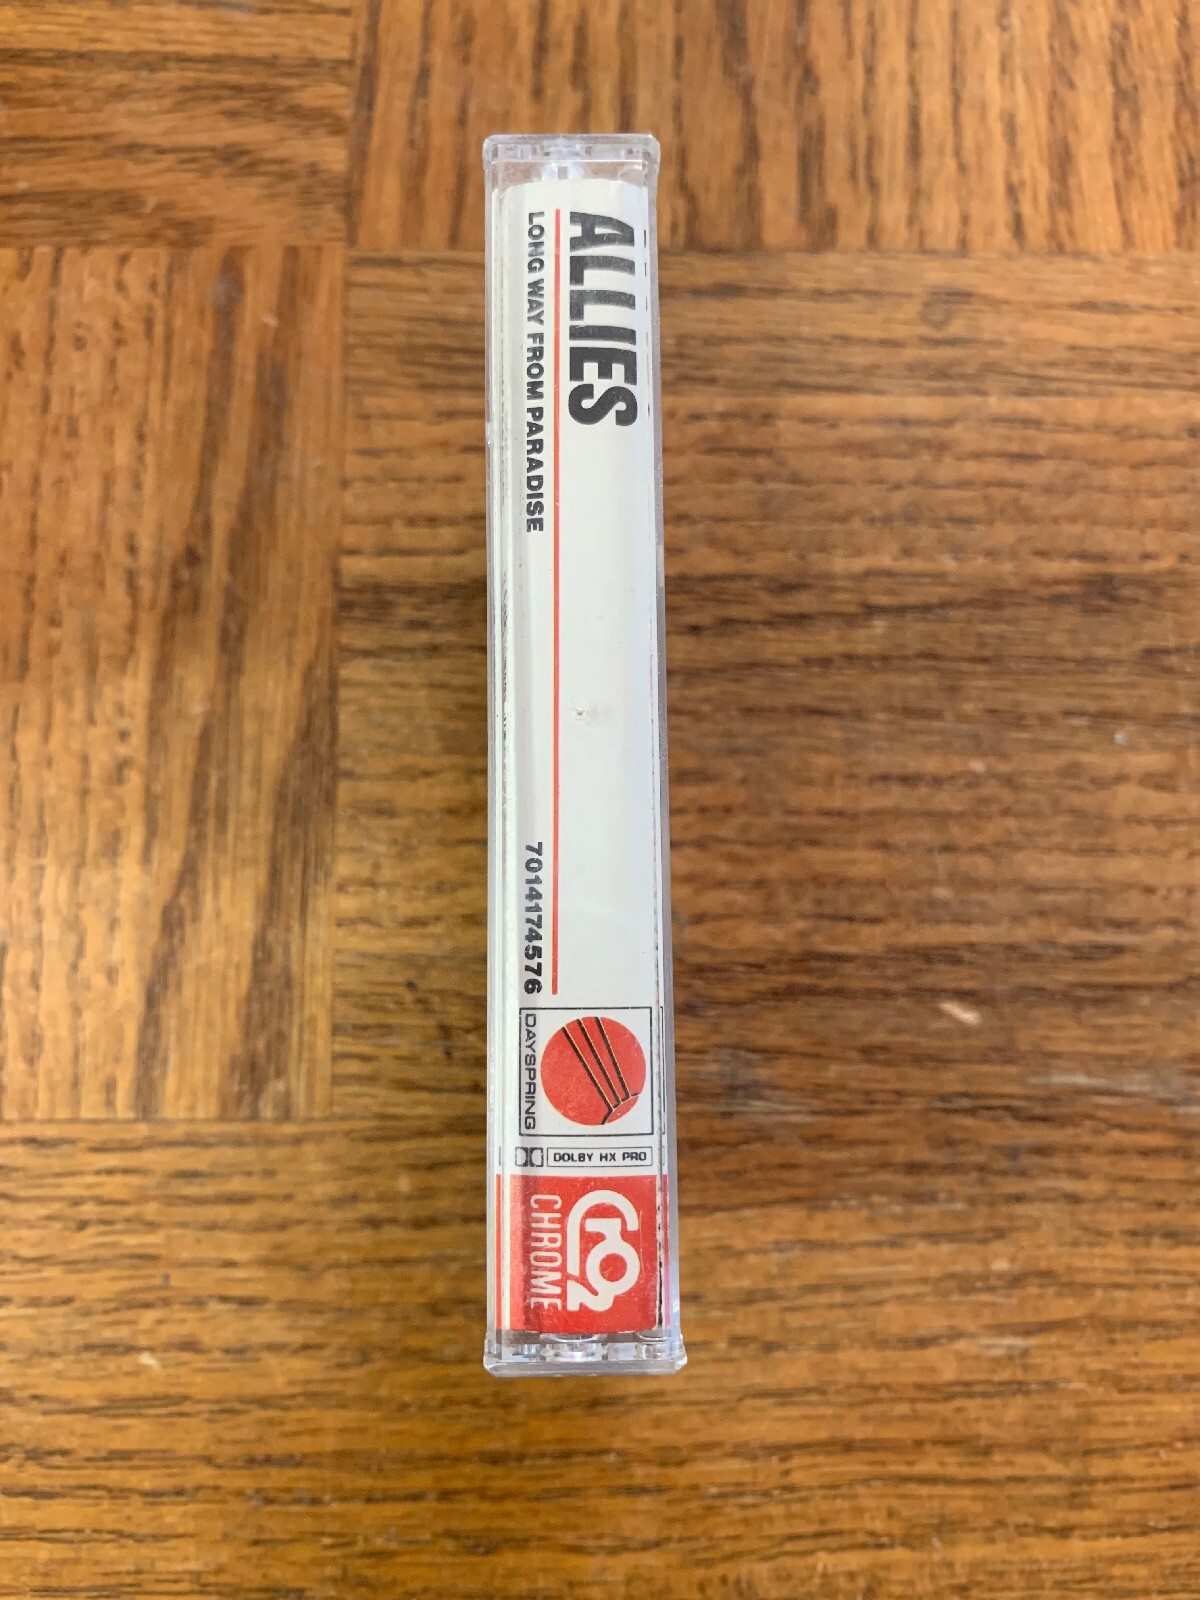 ALLIES
LONG WAY FROM PARADISE
7014174576
DAYSPRING
DOLBY HX PRO
CrO2
CHROME